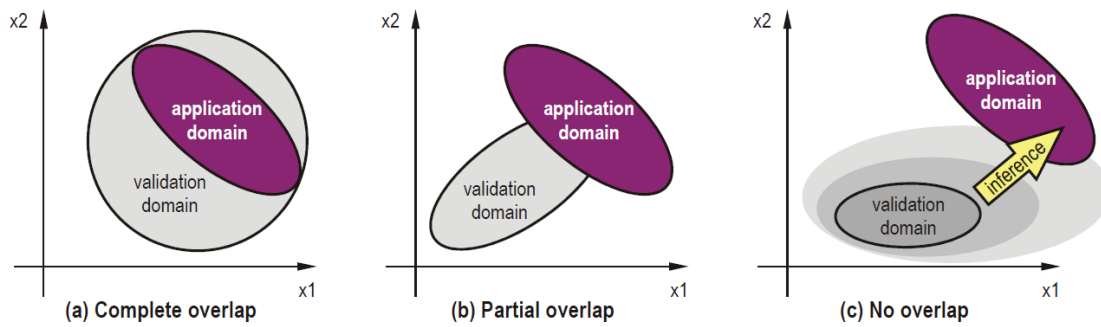 x2
application
domain
validation
domain
x1
(a) Complete overlap
x2
application
domain
validation
domain
x1
(b) Partial overlap
x2
application
domain
inference
validation
domain
x1
(c) No overlap